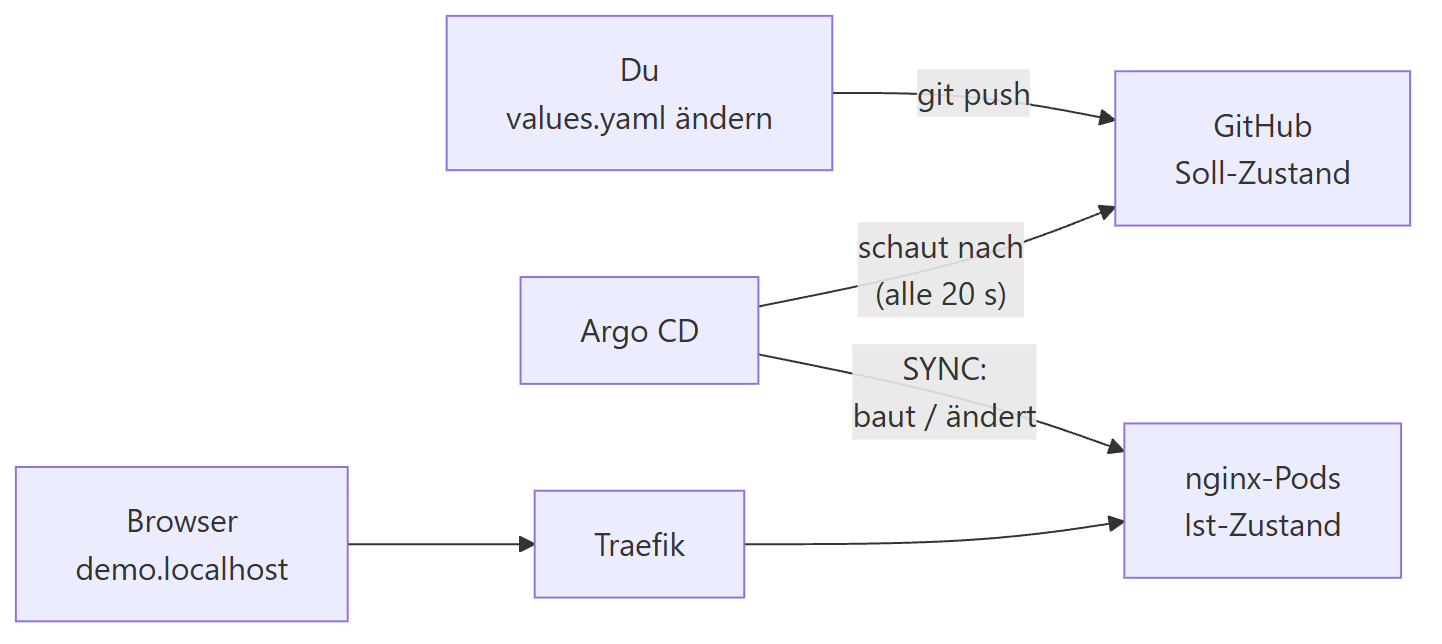 Du
values.yaml ändern
git push
GitHub
Soll-Zustand
schaut nach
(alle 20 s)
Argo CD
SYNC:
baut / ändert
nginx-Pods
Ist-Zustand
Browser
demo.localhost
Traefik